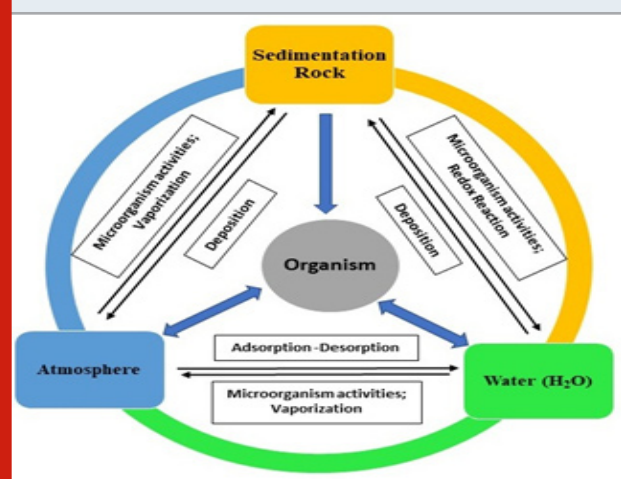 Sedimentation
Rock
Microorganism activities;
Vaporization
Deposition
Deposition
Microorganism activities;
Redox Reaction
Organism
Atmosphere
Adsorption -Desorption
Microorganism activities;
Vaporization
Water (H₂O)